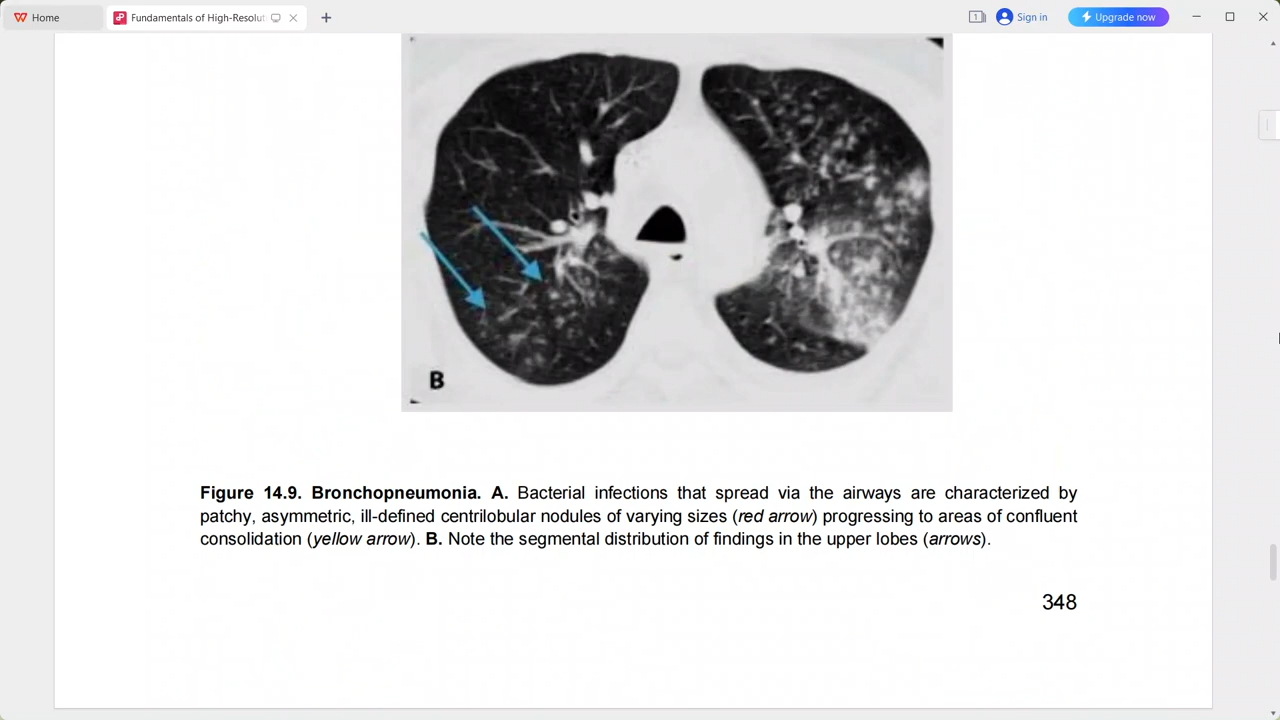 Home
Fundamentals of High-Resolut
1
Sign in
Upgrade now
B
Figure 14.9. Bronchopneumonia. A. Bacterial infections that spread via the airways are characterized by
patchy, asymmetric, ill-defined centrilobular nodules of varying sizes (red arrow) progressing to areas of confluent
consolidation (yellow arrow). B. Note the segmental distribution of findings in the upper lobes (arrows).
348